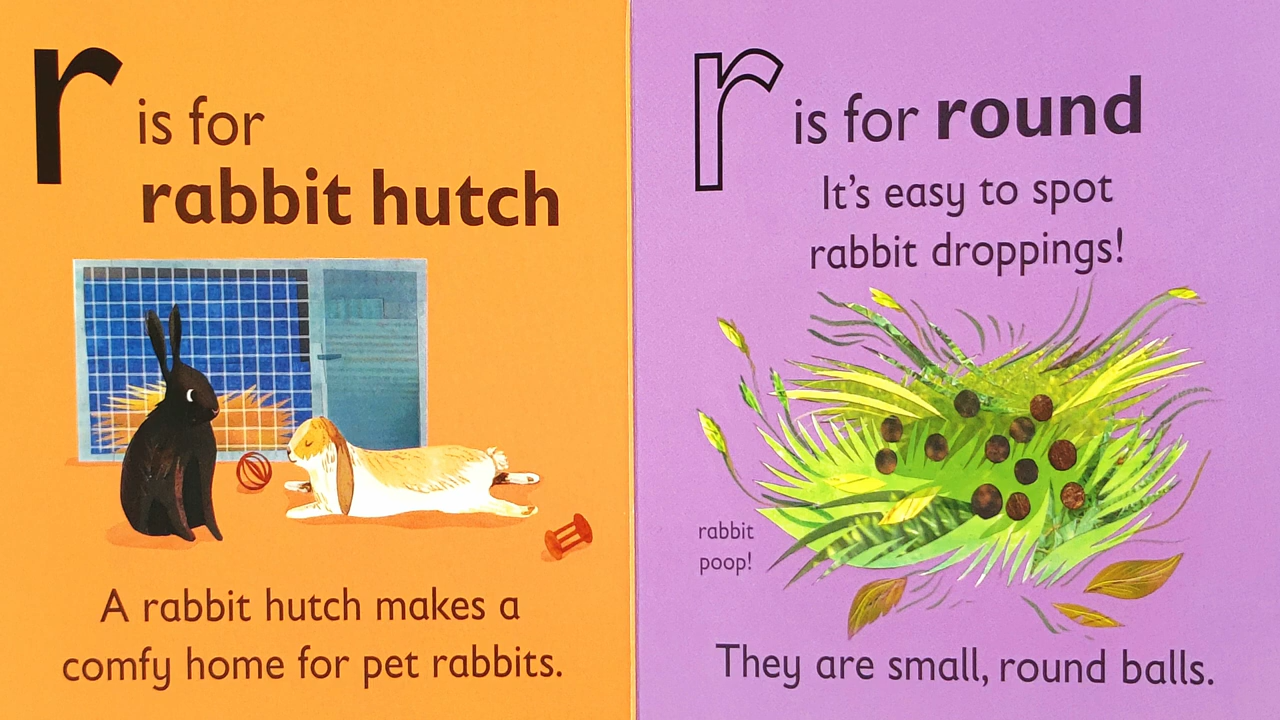 r is for
rabbit hutch
A rabbit hutch makes a
comfy home for pet rabbits.
r is for round
It's easy to spot
rabbit droppings!
rabbit
poop!
They are small, round balls.